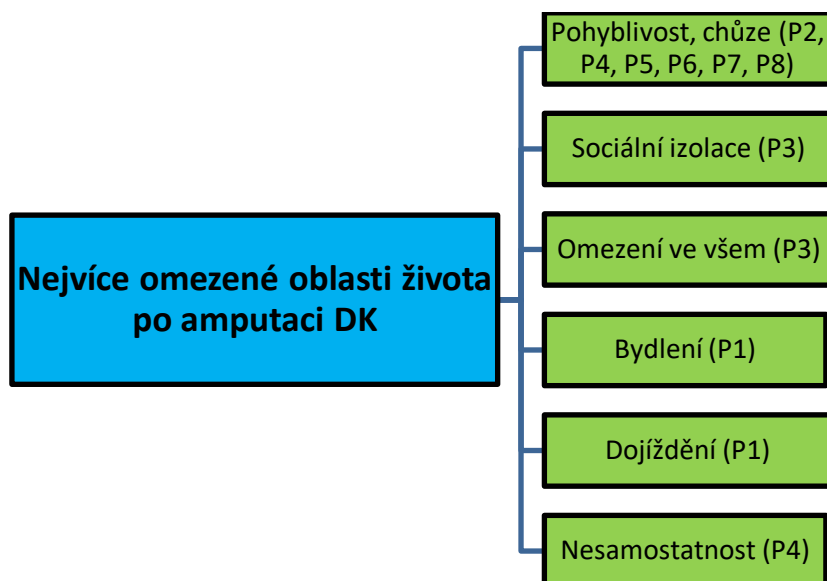 Pohyblivost, chůze (P2,
P4, P5, P6, P7, P8)
Sociální izolace (P3)
Nejvíce omezené oblasti života
po amputaci DK
Omezení ve všem (P3)
Bydlení (P1)
Dojíždění (P1)
Nesamostatnost (P4)